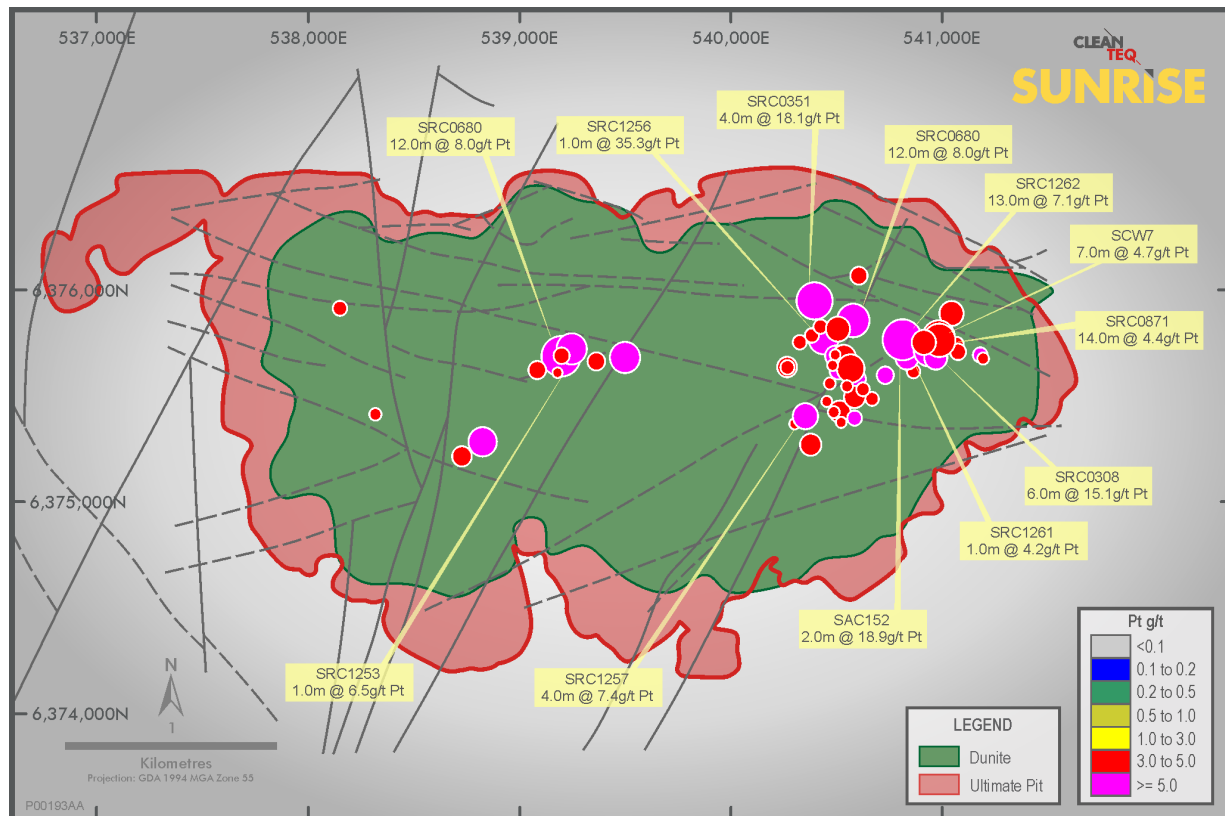 537,000E
538,000E
539,000E
540,000E
541,000E
CLEAN
TEQ
SUNRISE
SRC0351
4.0m @ 18.1g/t Pt
SRC0680
12.0m @ 8.0g/t Pt
SRC1256
1.0m @ 35.3g/t Pt
SRC0680
12.0m @ 8.0g/t Pt
SRC1262
13.0m @ 7.1g/t Pt
SCW7
7.0m @ 4.7g/t Pt
6,376,000N
SRC0871
14.0m @ 4.4g/t Pt
SRC0308
6.0m @ 15.1g/t Pt
6,375,000N
SRC1261
1.0m @ 4.2g/t Pt
SAC152
2.0m @ 18.9g/t Pt
SRC1253
1.0m @ 6.5g/t Pt
SRC1257
4.0m @ 7.4g/t Pt
6,374,000N
N
1
Kilometres
Projection: GDA 1994 MGA Zone 55
P00193AA
LEGEND
Dunite
Ultimate Pit
Pt g/t
<0.1
0.1 to 0.2
0.2 to 0.5
0.5 to 1.0
1.0 to 3.0
3.0 to 5.0
>= 5.0